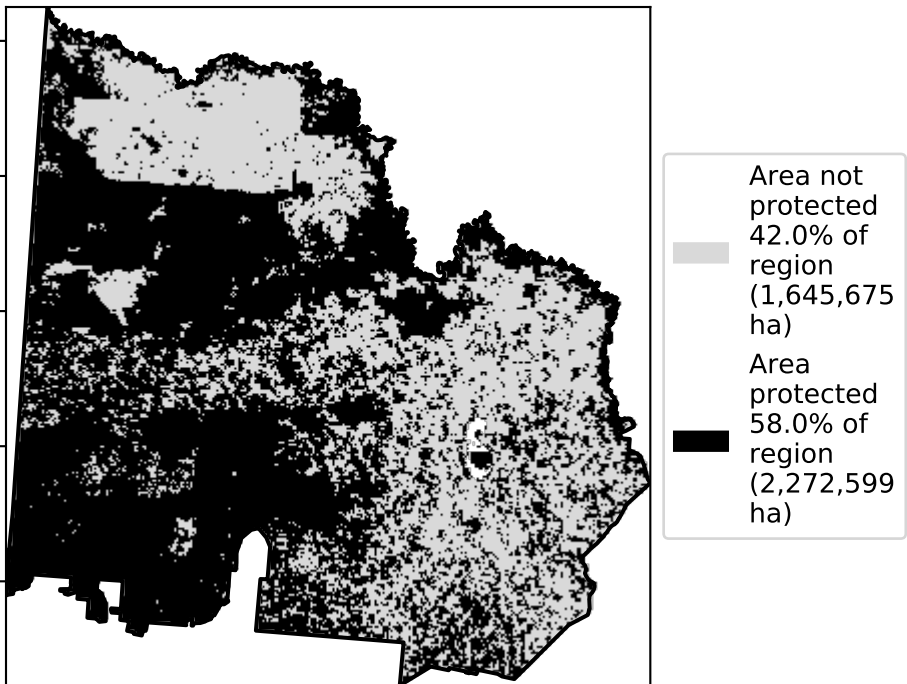 Area not
protected
42.0% of
region
(1,645,675
ha)
Area
protected
58.0% of
region
(2,272,599
ha)